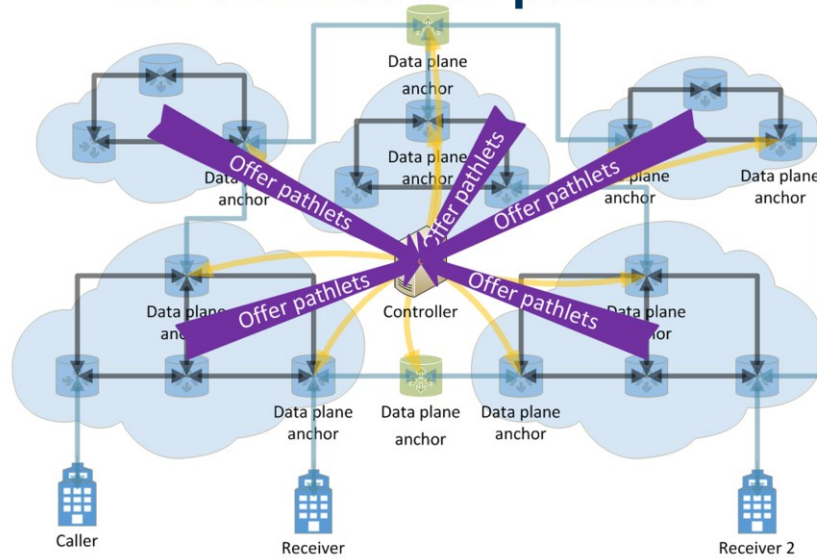 Data plane
anchor
Data plane
anchor
Data plane
anchor
Data plane
anchor
Data plane
anchor
Offer pathlets
Offer pathlets
Offer pathlets
Offer pathlets
Offer pathlets
Data plane
Controller
Data plane
anchor
Data plane
anchor
Data plane
anchor
Data plane
anchor
Caller
Receiver
Receiver 2